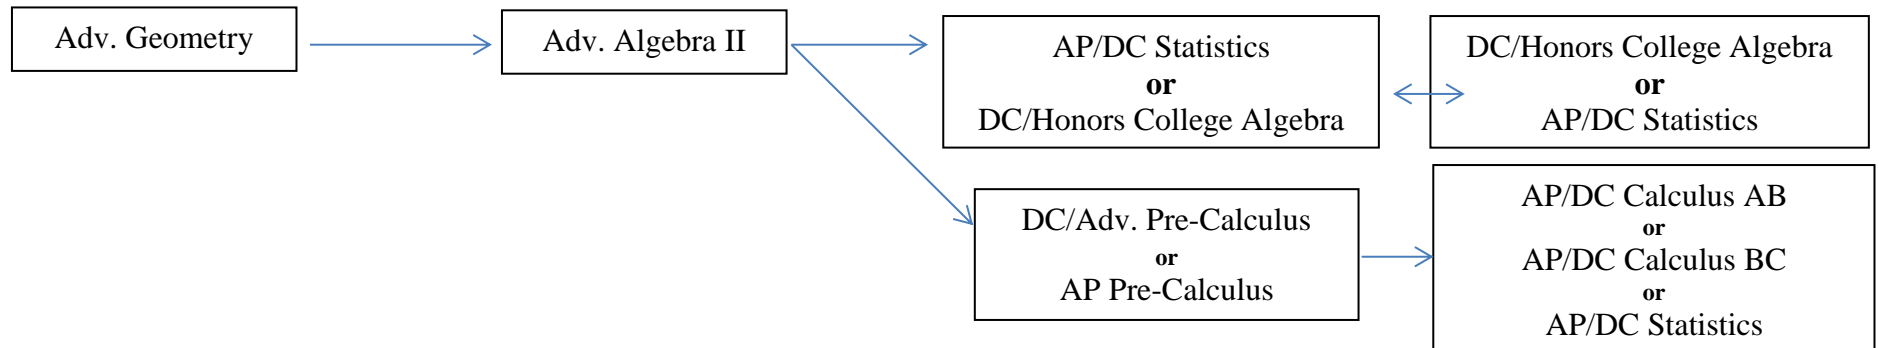 Adv. Geometry
Adv. Algebra II
AP/DC Statistics
or
DC/Honors College Algebra
DC/Honors College Algebra
or
AP/DC Statistics
DC/Adv. Pre-Calculus
or
AP Pre-Calculus
AP/DC Calculus AB
or
AP/DC Calculus BC
or
AP/DC Statistics